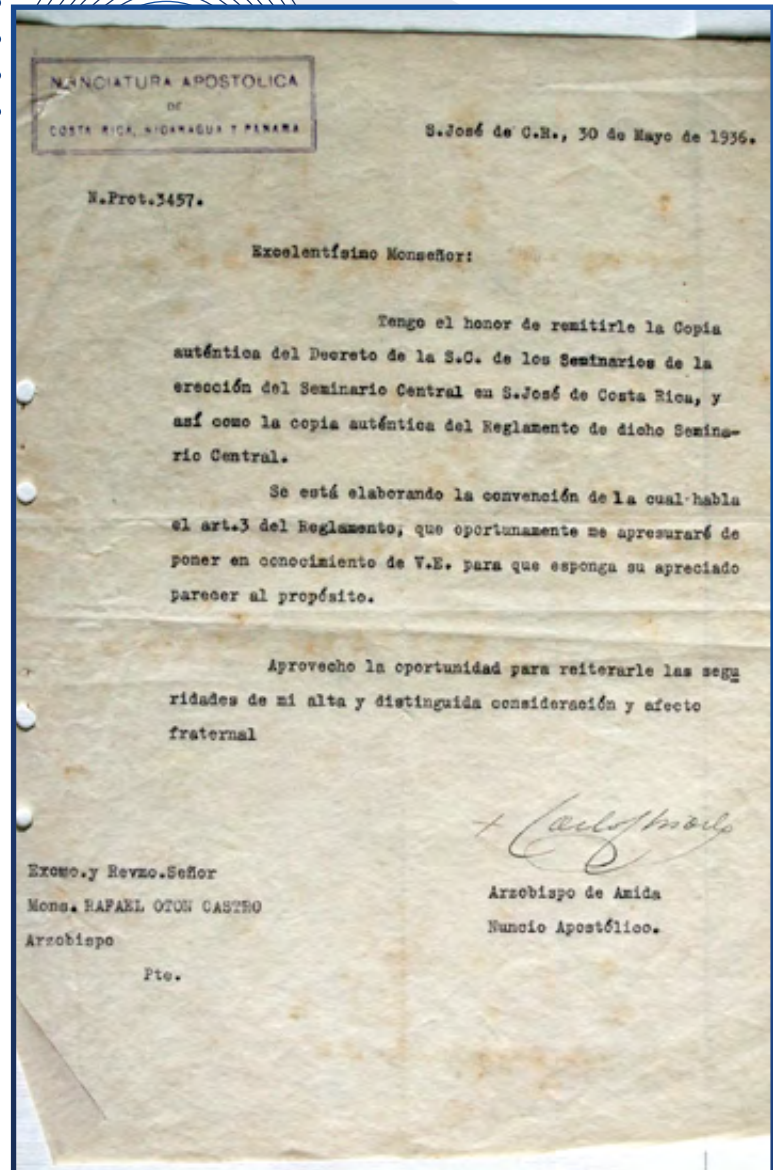 NUNCIATURA APOSTOLICA
DE
COSTA RICA, NICARAGUA Y PANAMA
S.José de C.R., 30 de Mayo de 1936.
N.Prot.3457.
Excelentísimo Monseñor:
Tengo el honor de remitirle la Copia
auténtica del Decreto de la S.C. de los Seminarios de la
erección del Seminario Central en S.José de Costa Rica, y
así como la copia auténtica del Reglamento de dicho Semina-
rio Central.
Se está elaborando la convención de la cual habla
el art.3 del Reglamento, que oportunamente me apresuraré de
poner en conocimiento de V.E. para que esponga su apreciado
parecer al propósito.
Aprovecho la oportunidad para reiterarle las segu
ridades de mi alta y distinguida consideración y afecto
fraternal
+ Carlos
Excmo.y Revmo.Señor
Mons. RAFAEL OTON CASTRO
Arzobispo
Pte.
Arzobispo de Amida
Nuncio Apostólico.